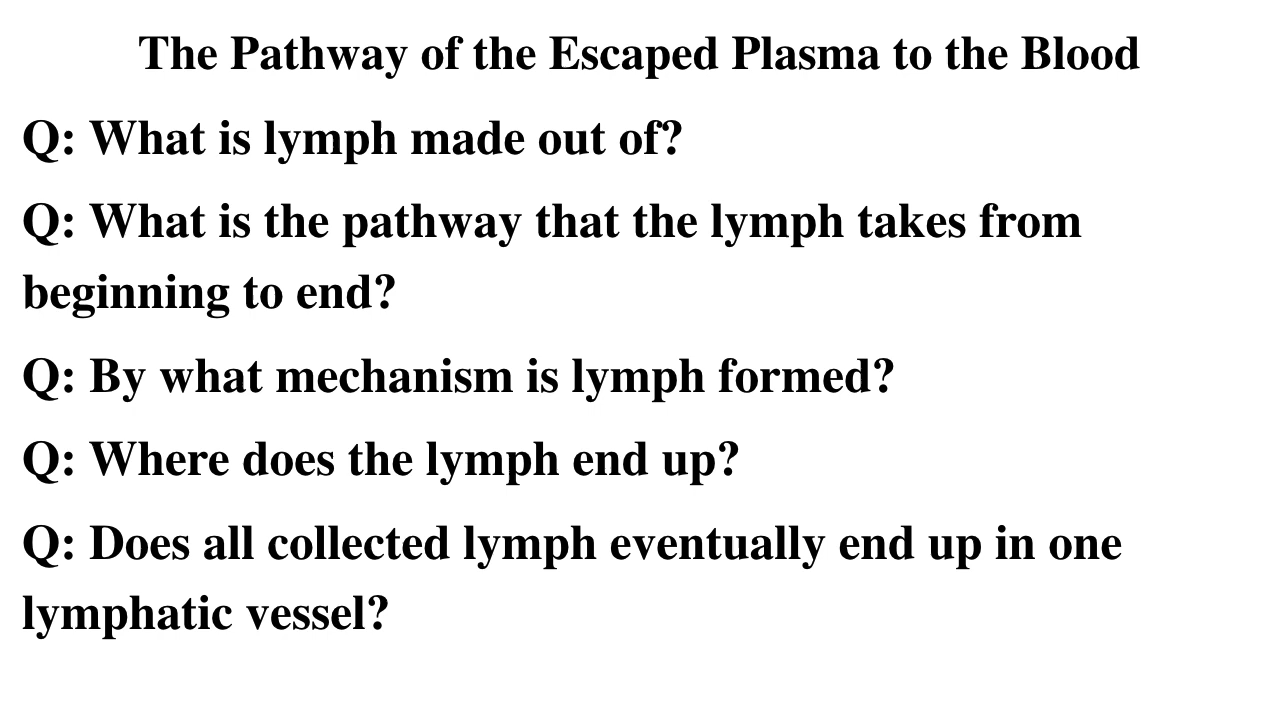 The Pathway of the Escaped Plasma to the Blood
Q: What is lymph made out of?
Q: What is the pathway that the lymph takes from
beginning to end?
Q: By what mechanism is lymph formed?
Q: Where does the lymph end up?
Q: Does all collected lymph eventually end up in one
lymphatic vessel?